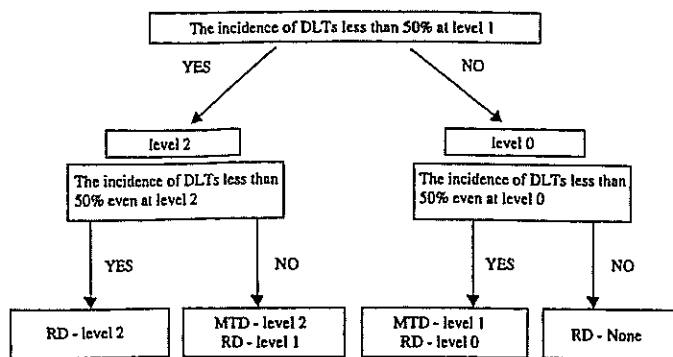 The incidence of DLTs less than 50% at level 1
YES
NO
level 2
level 0
The incidence of DLTs less than
50% even at level 2
The incidence of DLTs less than
50% even at level 0
YES
NO
YES
NO
RD - level 2
MTD - level 2
RD - level 1
MTD - level 1
RD - level 0
RD - None